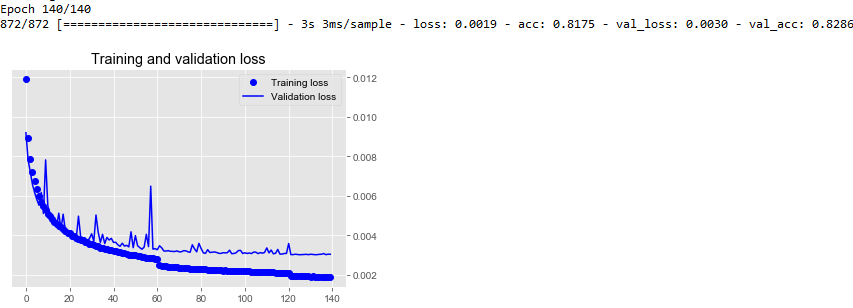 Epoch 140/140
872/872 [==============================] - 3s 3ms/sample - loss: 0.0019 - acc: 0.8175 - val_loss: 0.0030 - val_acc: 0.8286
Training and validation loss
Training loss
Validation loss
0.012
0.010
0.008
0.006
0.004
0.002
0 20 40 60 80 100 120 140